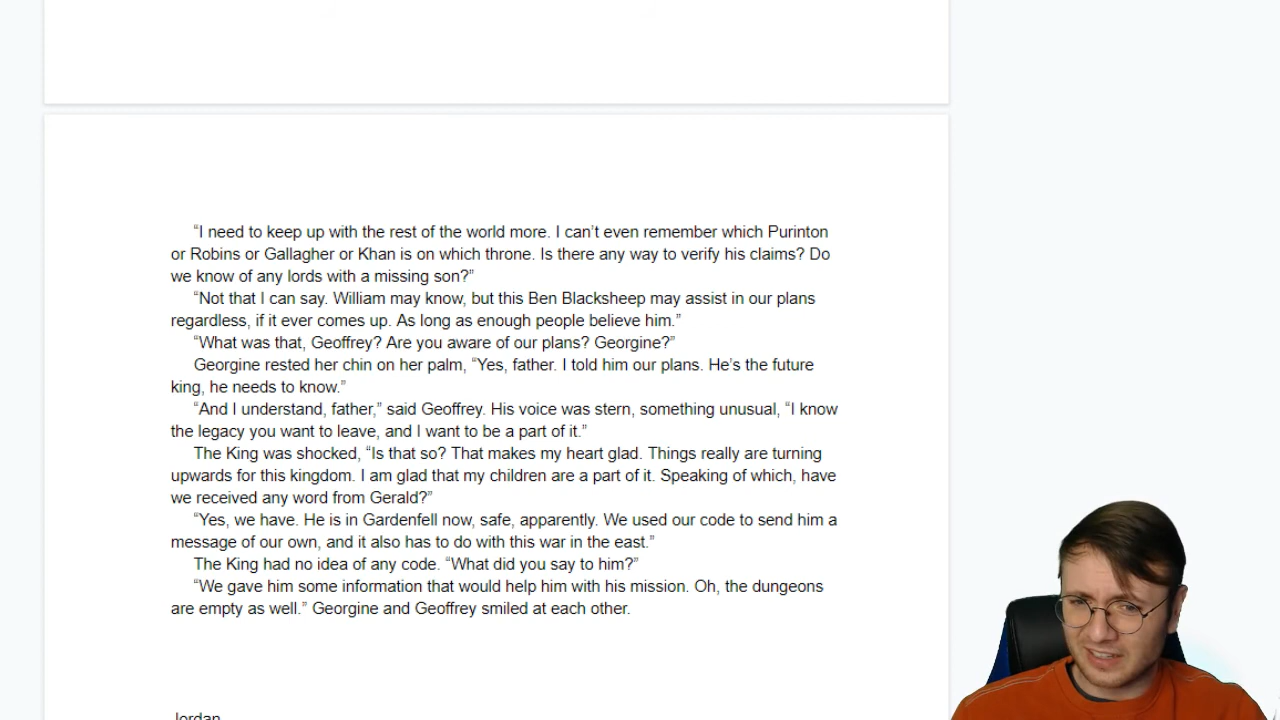 “I need to keep up with the rest of the world more. I can’t even remember which Purinton
or Robins or Gallagher or Khan is on which throne. Is there any way to verify his claims? Do
we know of any lords with a missing son?”
“Not that I can say. William may know, but this Ben Blacksheep may assist in our plans
regardless, if it ever comes up. As long as enough people believe him.”
“What was that, Geoffrey? Are you aware of our plans? Georgine?”
Georgine rested her chin on her palm, “Yes, father. I told him our plans. He’s the future
king, he needs to know.”
“And I understand, father,” said Geoffrey. His voice was stern, something unusual, “I know
the legacy you want to leave, and I want to be a part of it.”
The King was shocked, “Is that so? That makes my heart glad. Things really are turning
upwards for this kingdom. I am glad that my children are a part of it. Speaking of which, have
we received any word from Gerald?”
“Yes, we have. He is in Gardenfell now, safe, apparently. We used our code to send him a
message of our own, and it also has to do with this war in the east.”
The King had no idea of any code. “What did you say to him?”
“We gave him some information that would help him with his mission. Oh, the dungeons
are empty as well.” Georgine and Geoffrey smiled at each other.
Jordan